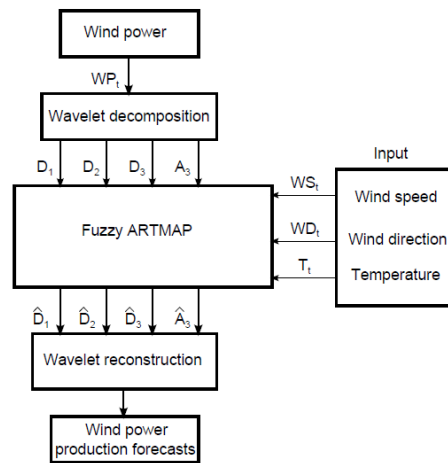 Wind power
WPₜ
Wavelet decomposition
D₁ D₂ D₃ A₃
Input
WSₜ
Wind speed
Fuzzy ARTMAP
WDₜ
Wind direction
Tₜ
Temperature
D̂₁ D̂₂ D̂₃ Â₃
Wavelet reconstruction
Wind power
production forecasts